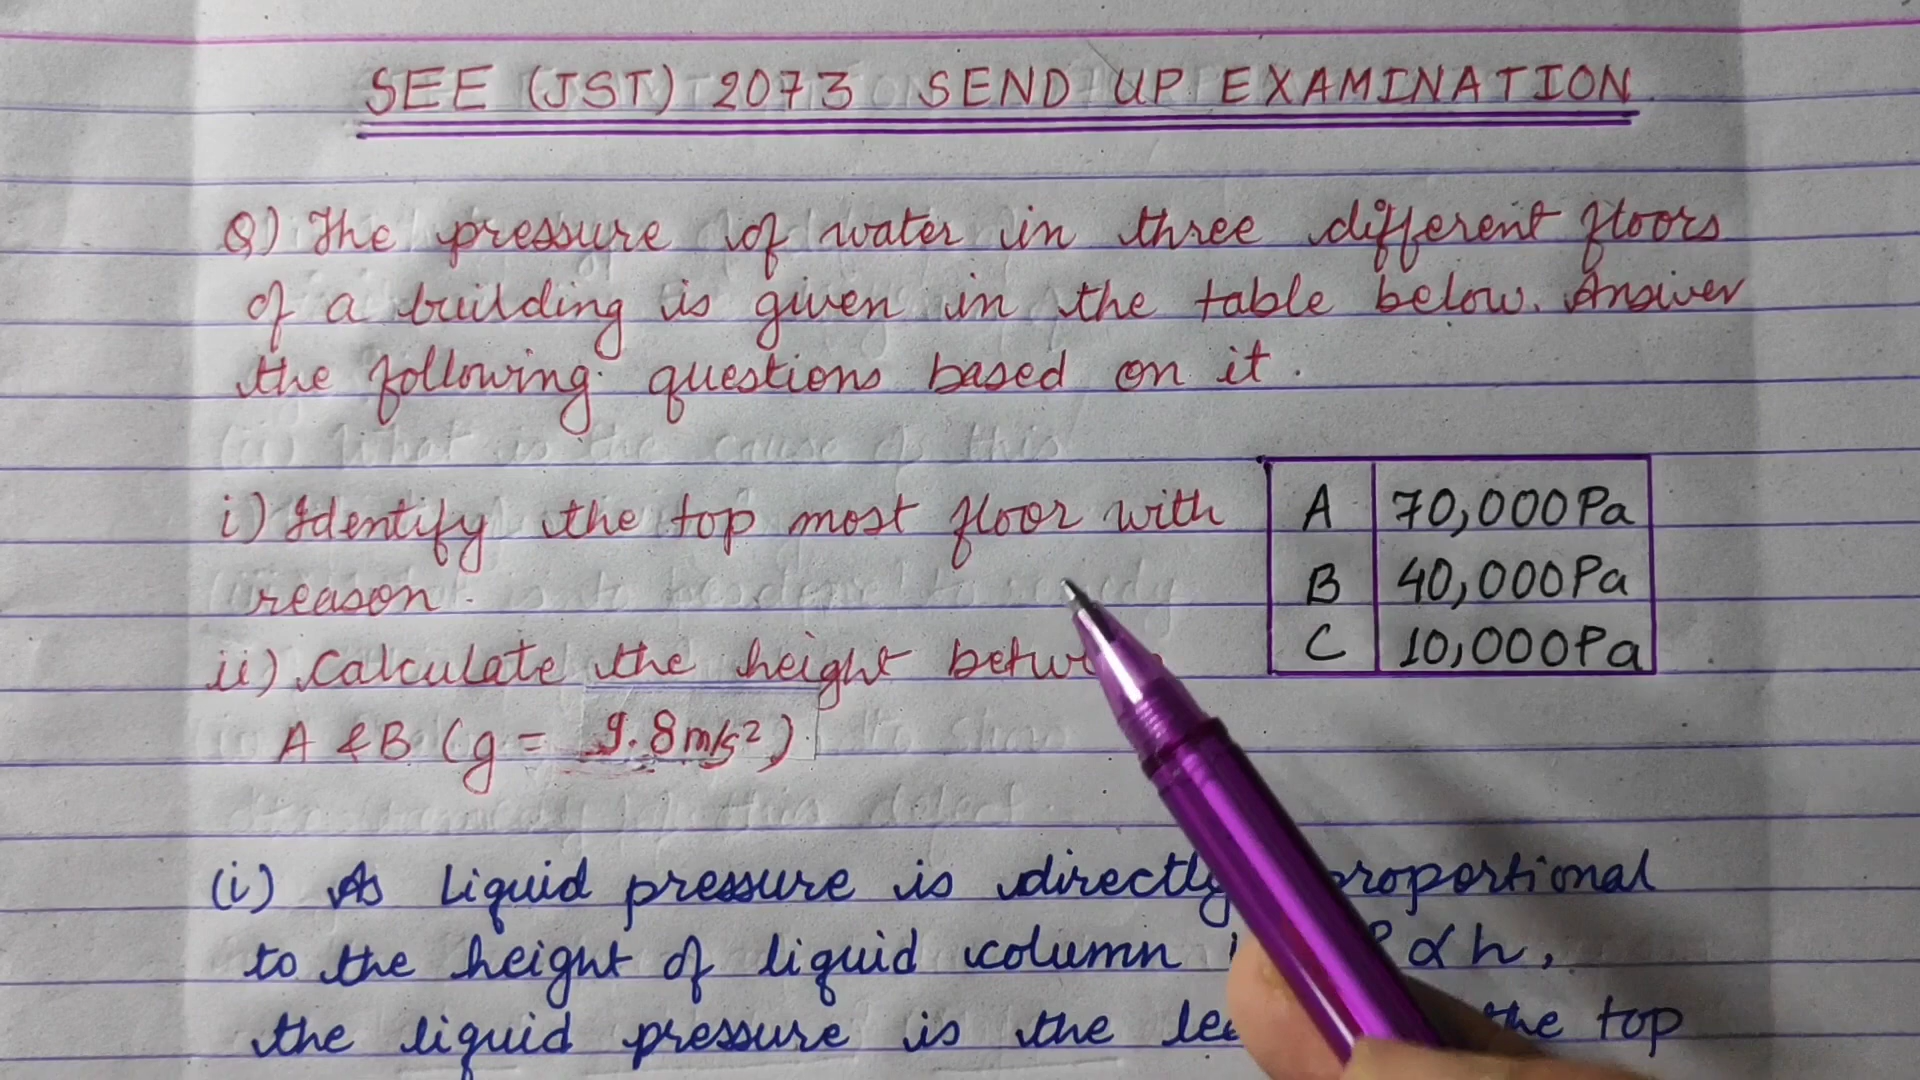 SEE (JST) 2073 SEND UP EXAMINATION
Q) The pressure of water in three different floors
of a building is given in the table below. Answer
the following questions based on it.
i) Identify the top most floor with
reason.
ii) Calculate the height
A & B (g = 9.8m/s²)
A 70,000Pa
B 40,000Pa
C 10,000Pa
(i) As liquid pressure is directly proportional
to the height of liquid column P α h,
the liquid pressure is the the top